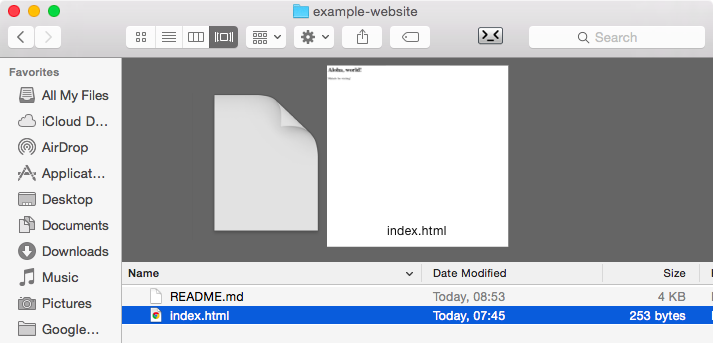 example-website
Search
Favorites
All My Files
iCloud D...
AirDrop
Applicat...
Desktop
Documents
Downloads
Music
Pictures
Google...
Aloha, world!
index.html
Name Date Modified Size
README.md Today, 08:53 4 KB
index.html Today, 07:45 253 bytes